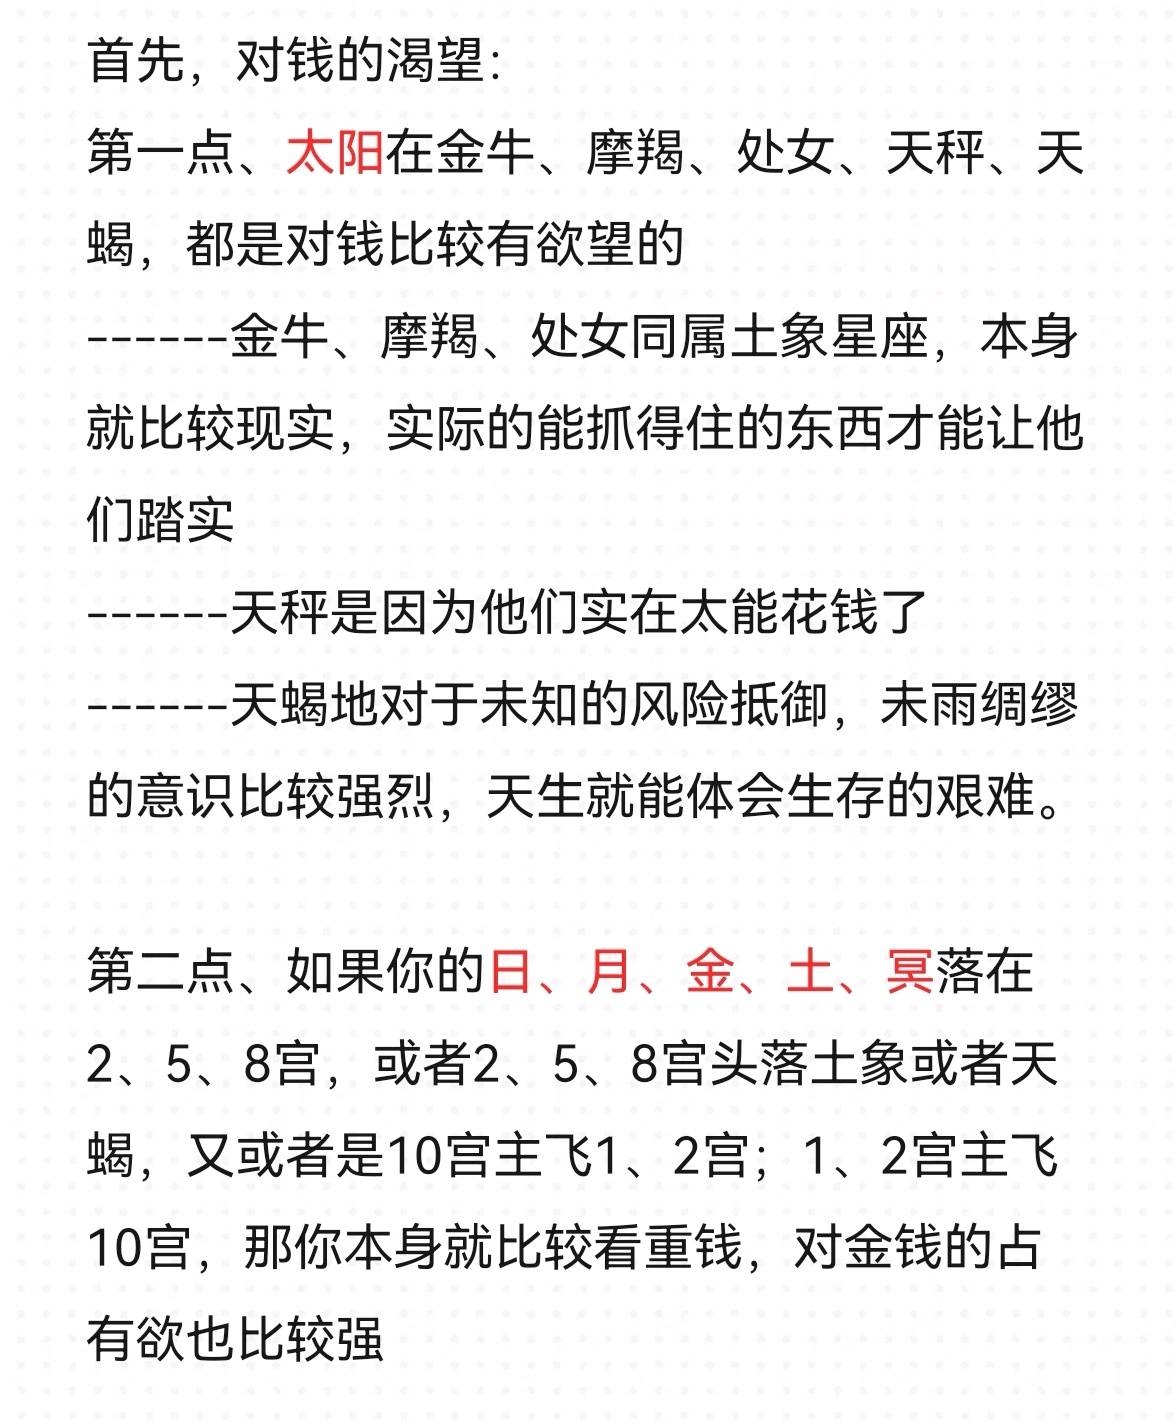 首先，对钱的渴望：
第一点、太阳在金牛、摩羯、处女、天秤、天
蝎，都是对钱比较有欲望的
------金牛、摩羯、处女同属土象星座，本身
就比较现实，实际的能抓得住的东西才能让他
们踏实
------天秤是因为他们实在太能花钱了
------天蝎地对于未知的风险抵御，未雨绸缪
的意识比较强烈，天生就能体会生存的艰难。
第二点、如果你的日、月、金、土、冥落在
2、5、8宫，或者2、5、8宫头落土象或者天
蝎，又或者是10宫主飞1、2宫；1、2宫主飞
10宫，那你本身就比较看重钱，对金钱的占
有欲也比较强